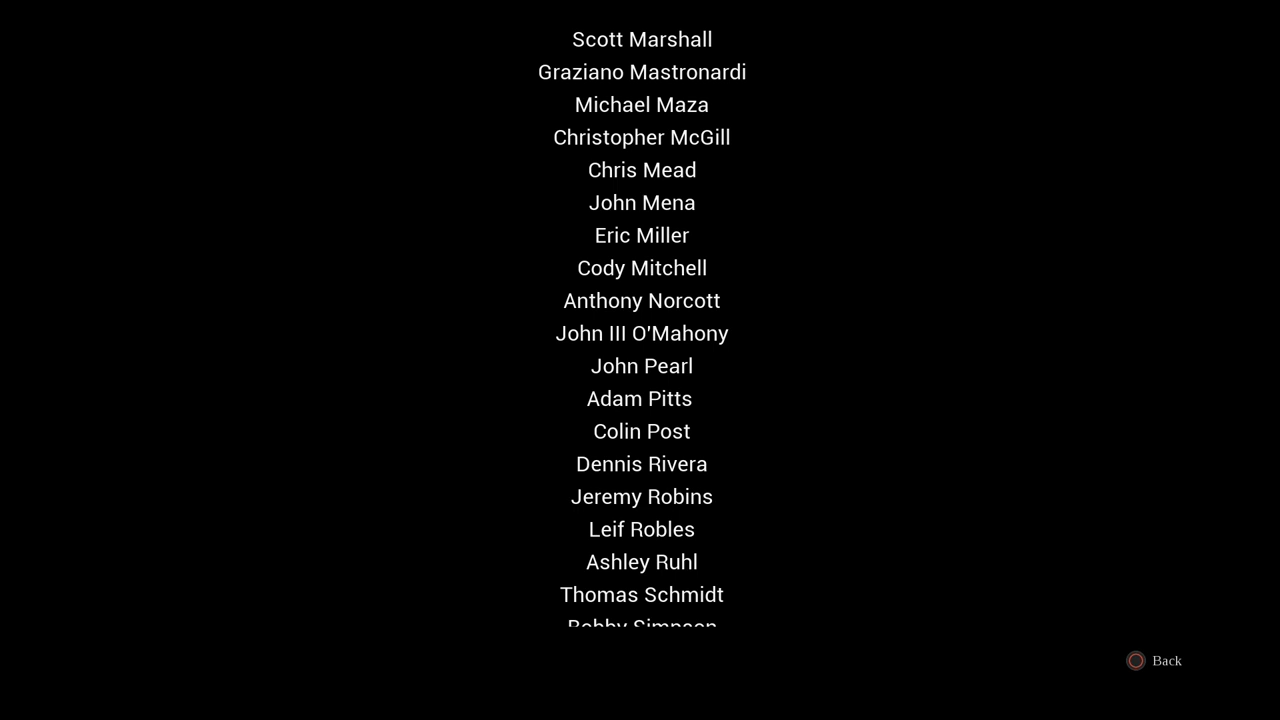 Scott Marshall
Graziano Mastronardi
Michael Maza
Christopher McGill
Chris Mead
John Mena
Eric Miller
Cody Mitchell
Anthony Norcott
John III O'Mahony
John Pearl
Adam Pitts
Colin Post
Dennis Rivera
Jeremy Robins
Leif Robles
Ashley Ruhl
Thomas Schmidt
Bobby Simpson
Back